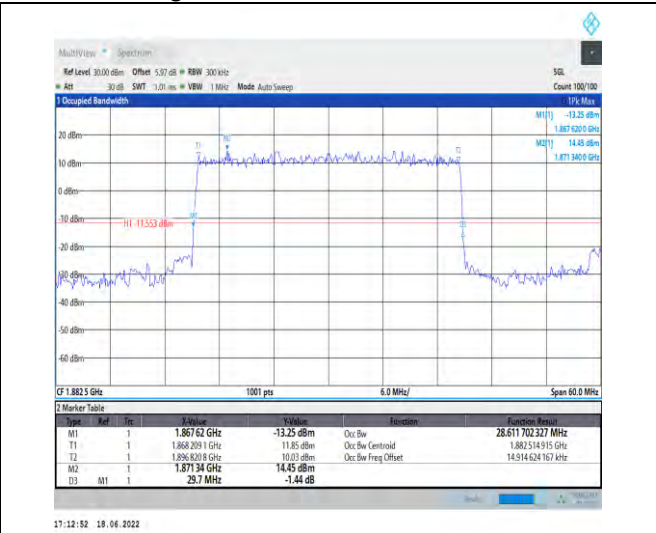 MultiView Spectrum
Ref Level 30.00 dBm Offset 5.97 dB RBW 300 kHz SGL
Att 30 dB SWT 1.01 ms VBW 1 MHz Mode Auto Sweep Count 100/100
1 Occupied Bandwidth 1Pk Max
M1[1] -13.25 dBm
1.867 620 0 GHz
M2[1] 14.45 dBm
1.871 340 0 GHz
20 dBm
T1 M2 T2
10 dBm
0 dBm
-10 dBm
H1 -11.553 dBm M1 D3
-20 dBm
-30 dBm
-40 dBm
-50 dBm
-60 dBm
CF 1.882 5 GHz 1001 pts 6.0 MHz/ Span 60.0 MHz
2 Marker Table
Type Ref Trc X-Value Y-Value Function Function Result
M1 1 1.867 62 GHz -13.25 dBm Occ Bw 28.611 702 327 MHz
T1 1 1.868 209 1 GHz 11.85 dBm Occ Bw Centroid 1.882 514 915 GHz
T2 1 1.896 820 8 GHz 10.03 dBm Occ Bw Freq Offset 14.914 624 167 kHz
M2 1 1.871 34 GHz 14.45 dBm
D3 M1 1 29.7 MHz -1.44 dB
17:12:52 18.06.2022